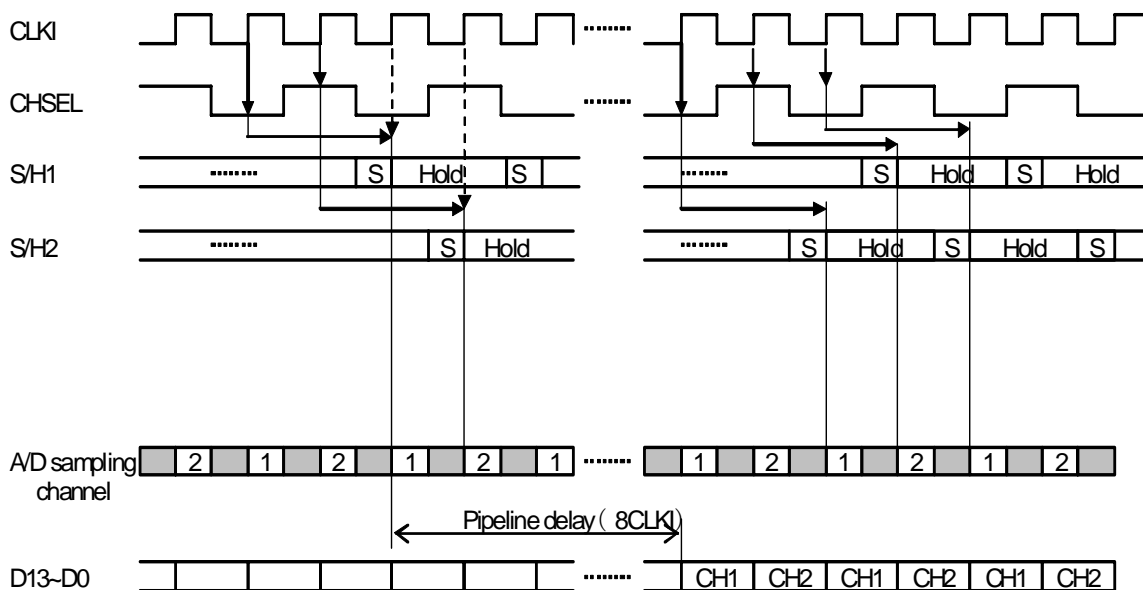 CLKI
CHSEL
S/H1 S Hold S S Hold S Hold
S/H2 S Hold S Hold S Hold S
A/D sampling channel 2 1 2 1 2 1 1 2 1 2 1 2
Pipeline delay( 8CLKI)
D13~D0 CH1 CH2 CH1 CH2 CH1 CH2